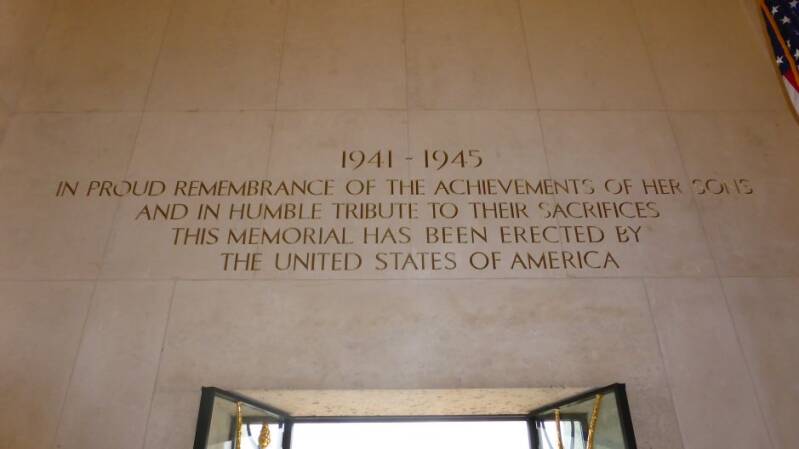 1941 - 1945
IN PROUD REMEMBRANCE OF THE ACHIEVEMENTS OF HER SONS
AND IN HUMBLE TRIBUTE TO THEIR SACRIFICES
THIS MEMORIAL HAS BEEN ERECTED BY
THE UNITED STATES OF AMERICA